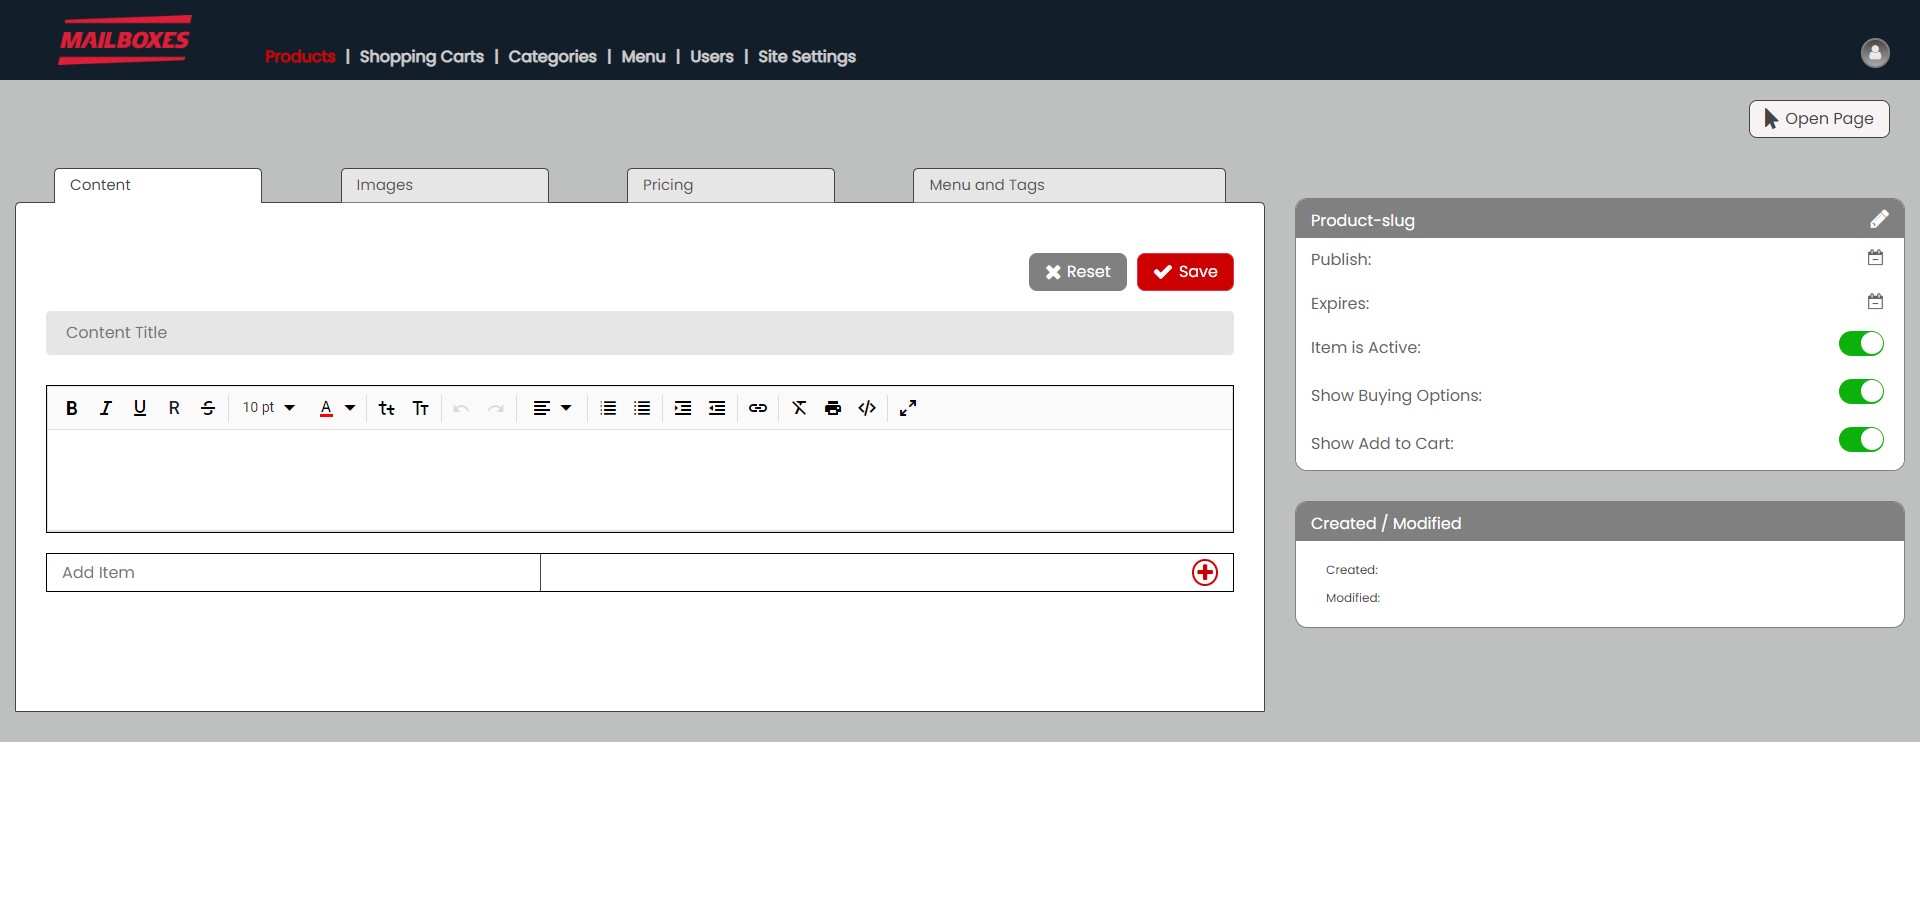 MAILBOXES
Products | Shopping Carts | Categories | Menu | Users | Site Settings
Open Page
Content
Images
Pricing
Menu and Tags
Reset
Save
Content Title
B I U R S 10 pt A Tt TT </>
Add Item
Product-slug
Publish:
Expires:
Item is Active:
Show Buying Options:
Show Add to Cart:
Created / Modified
Created:
Modified: